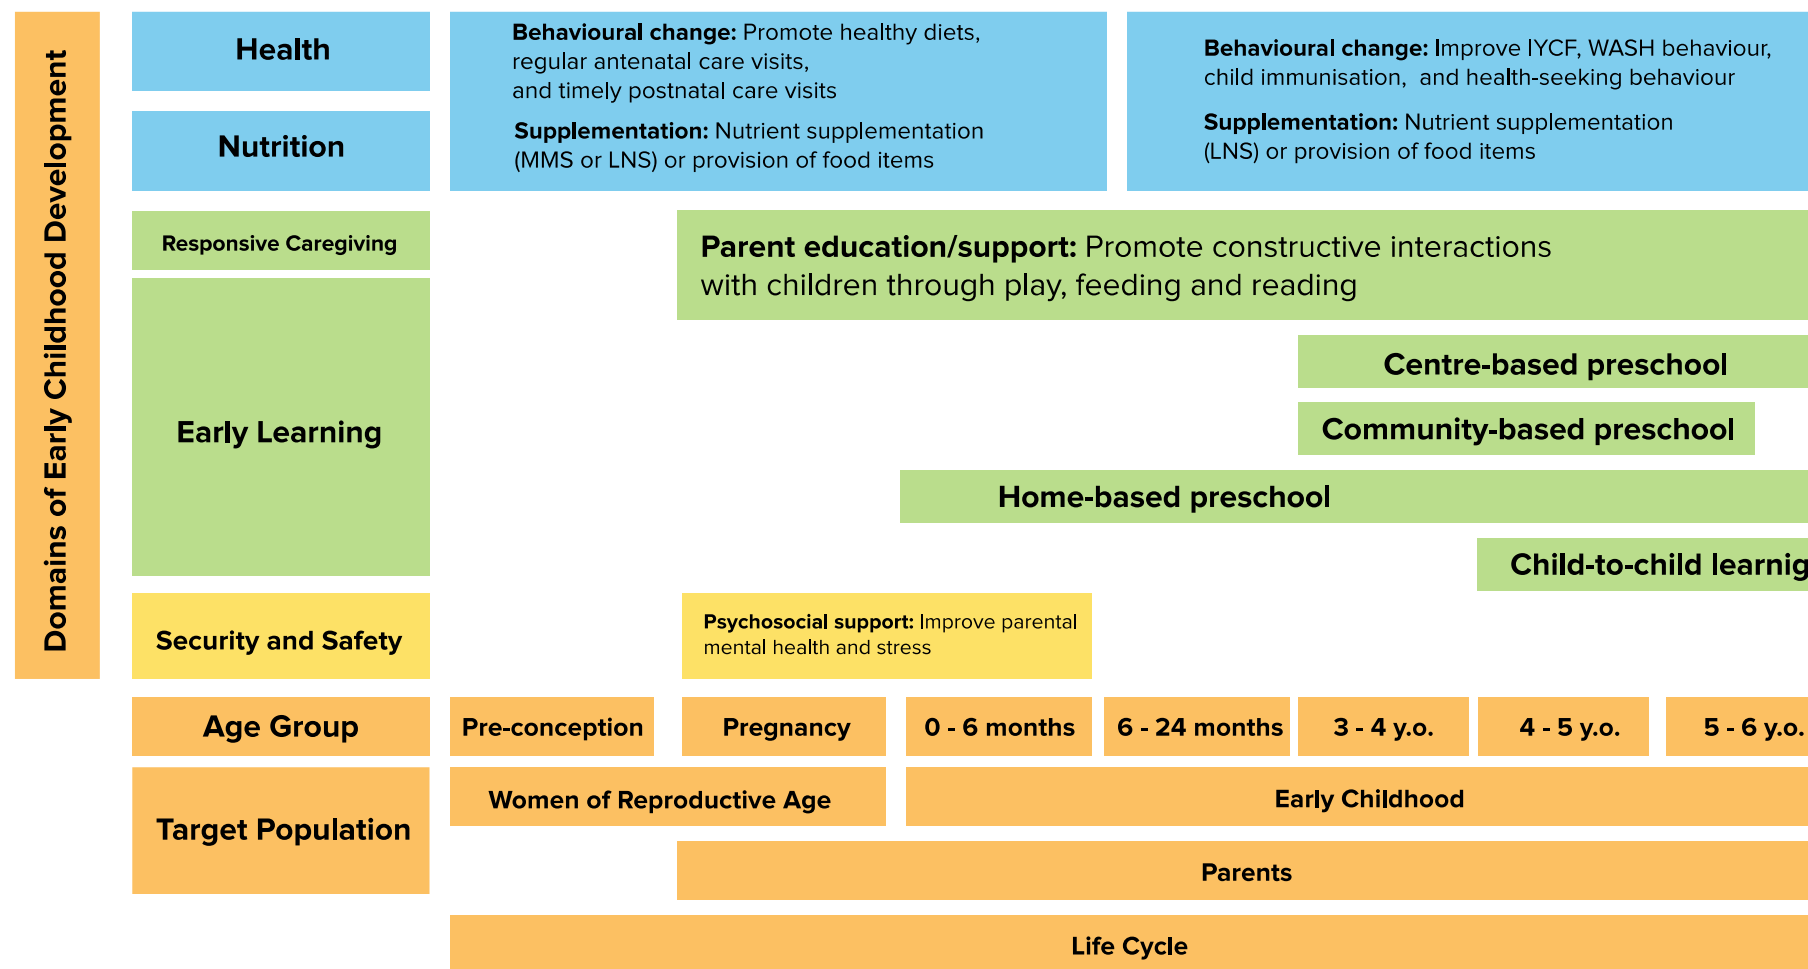 Domains of Early Childhood Development
Health
Behavioural change: Promote healthy diets,
regular antenatal care visits,
and timely postnatal care visits
Supplementation: Nutrient supplementation
(MMS or LNS) or provision of food items
Behavioural change: Improve IYCF, WASH behaviour,
child immunisation, and health-seeking behaviour
Supplementation: Nutrient supplementation
(LNS) or provision of food items
Nutrition
Responsive Caregiving
Parent education/support: Promote constructive interactions
with children through play, feeding and reading
Early Learning
Centre-based preschool
Community-based preschool
Home-based preschool
Child-to-child learnig
Security and Safety
Psychosocial support: Improve parental
mental health and stress
Age Group
Pre-conception
Pregnancy
0 - 6 months
6 - 24 months
3 - 4 y.o.
4 - 5 y.o.
5 - 6 y.o.
Target Population
Women of Reproductive Age
Early Childhood
Parents
Life Cycle